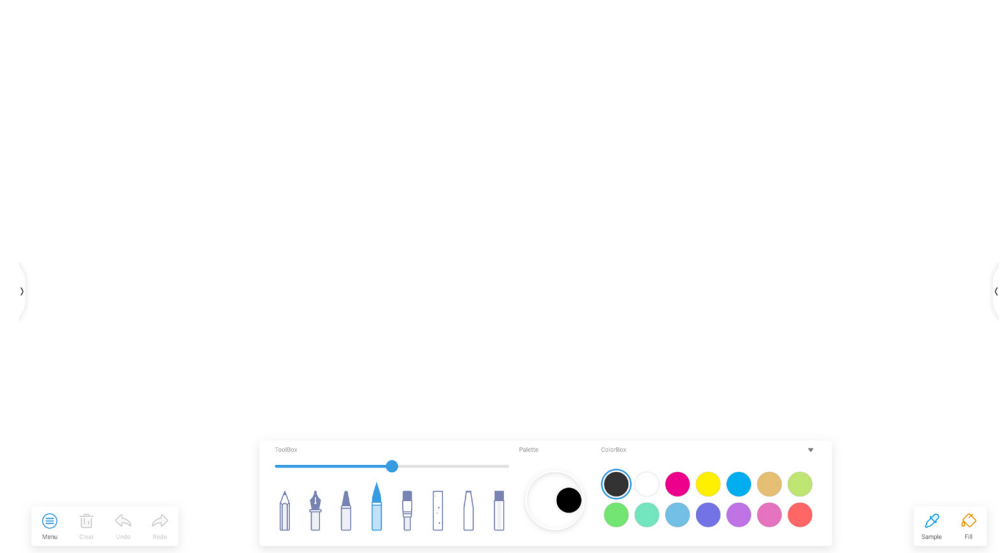 ToolBox
Palette
ColorBox
Menu
Clear
Undo
Redo
Sample
Fill